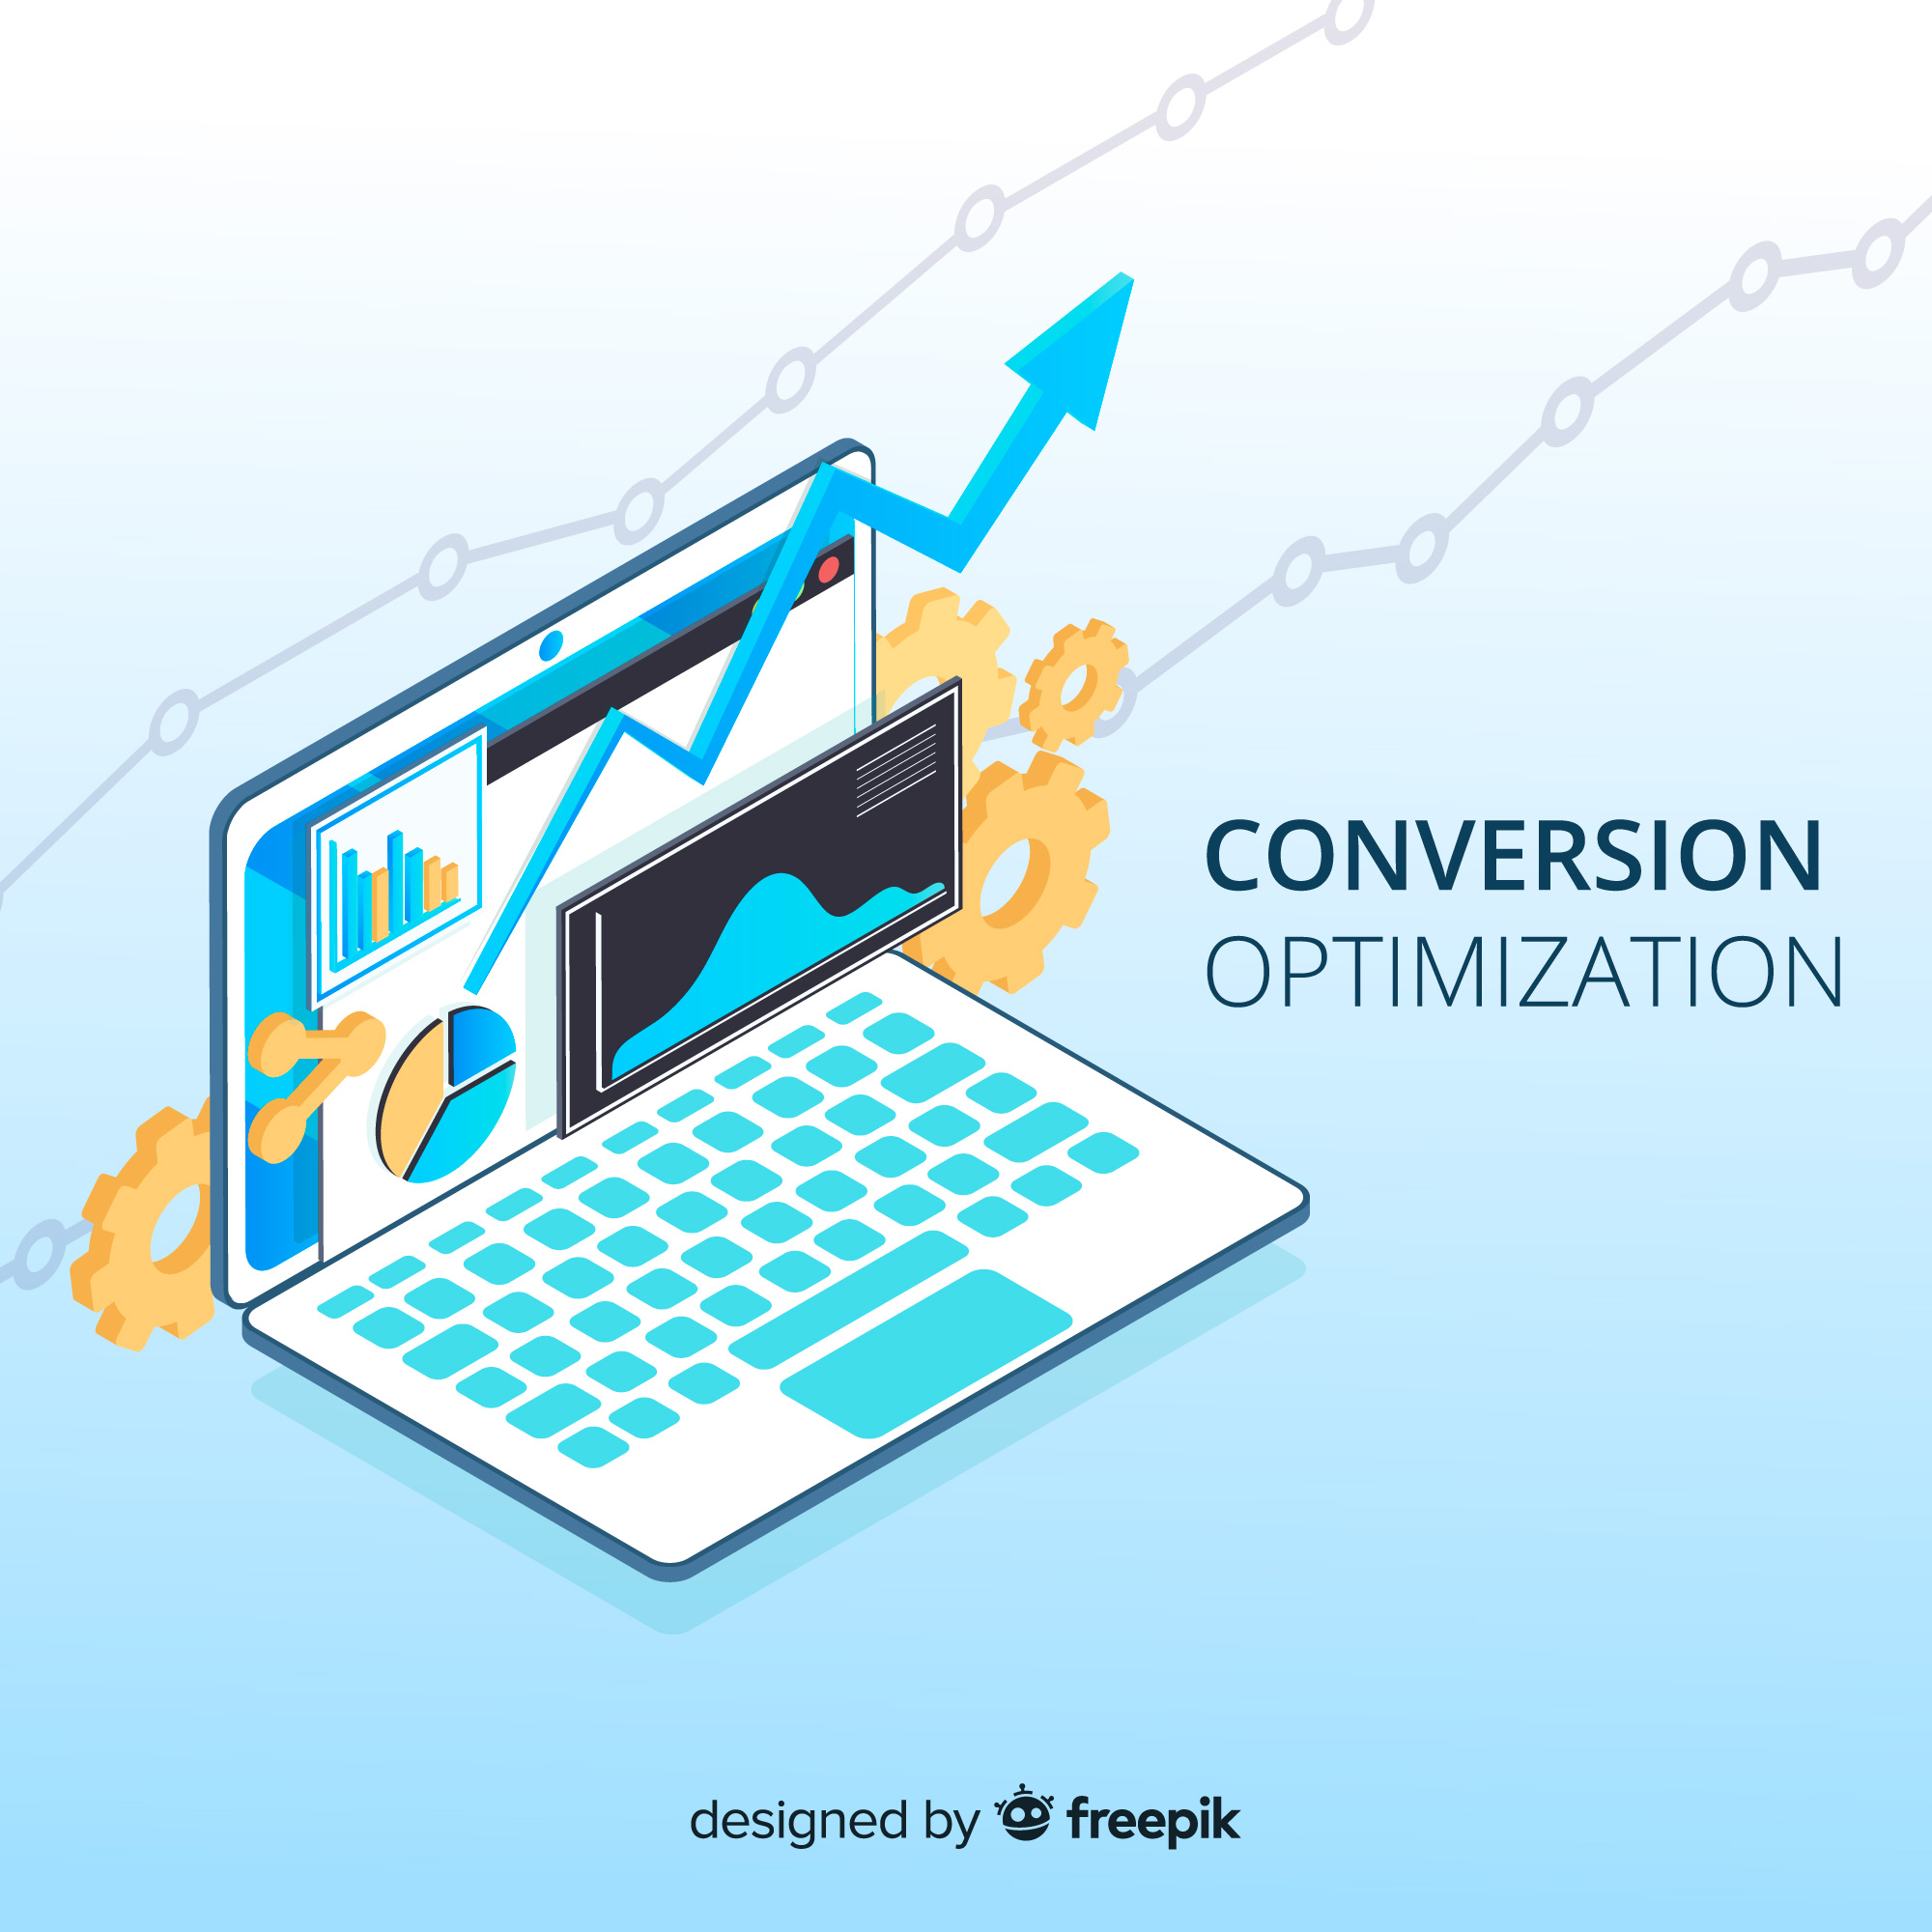 CONVERSION
OPTIMIZATION
designed by freepik